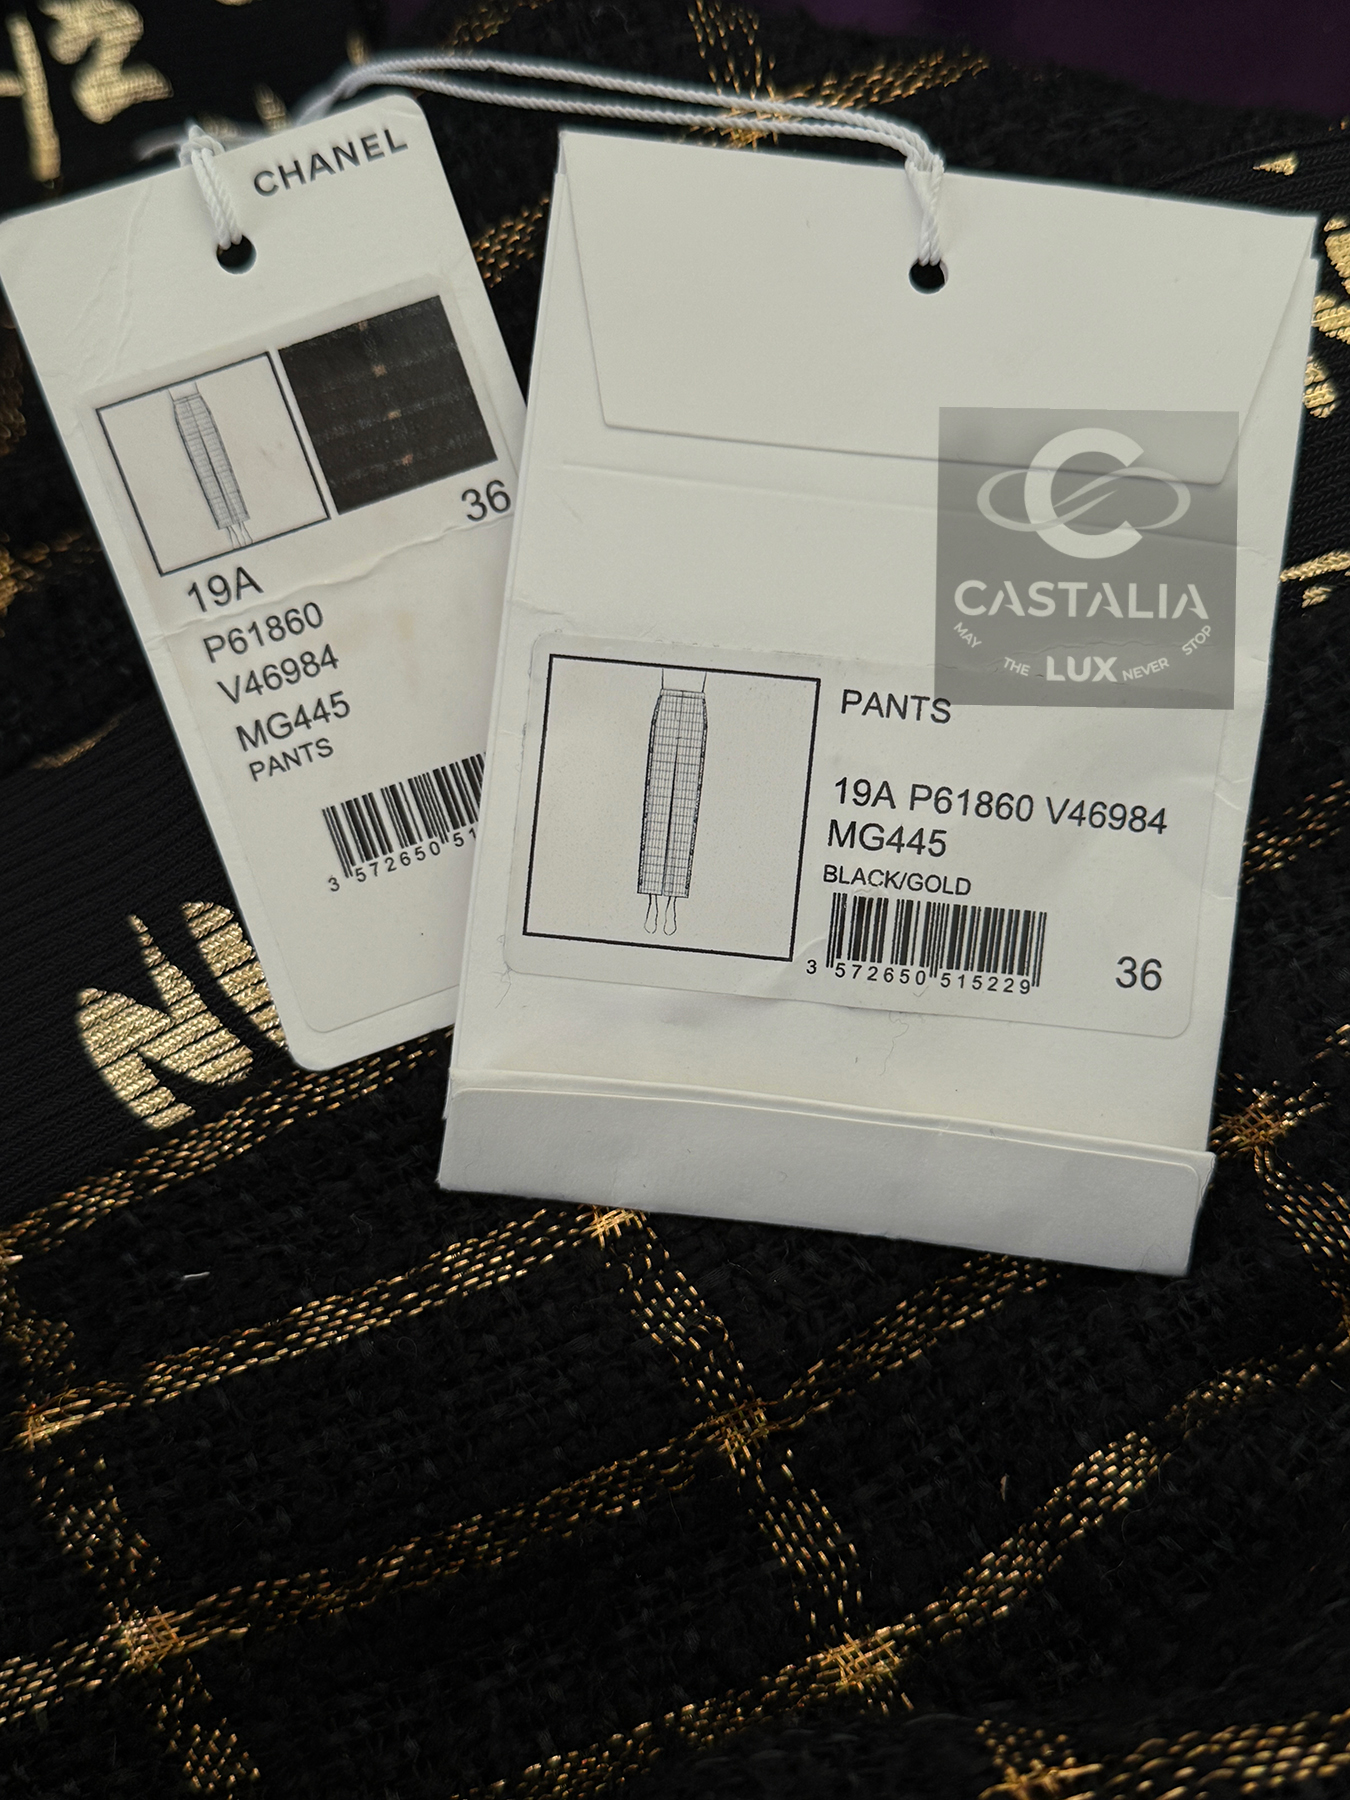 CHANEL
36
19A
P61860
V46984
MG445
PANTS
3 572650 51
PANTS
19A P61860 V46984
MG445
BLACK/GOLD
3 572650 515229
36
C
CASTALIA
MAY THE LUX NEVER STOP